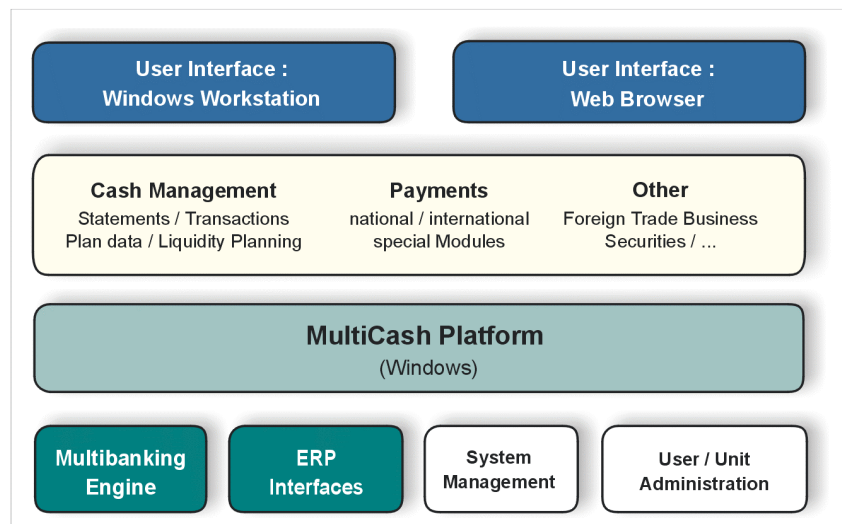 User Interface :
Windows Workstation
User Interface :
Web Browser
Cash Management
Statements / Transactions
Plan data / Liquidity Planning
Payments
national / international
special Modules
Other
Foreign Trade Business
Securities / ...
MultiCash Platform
(Windows)
Multibanking
Engine
ERP
Interfaces
System
Management
User / Unit
Administration